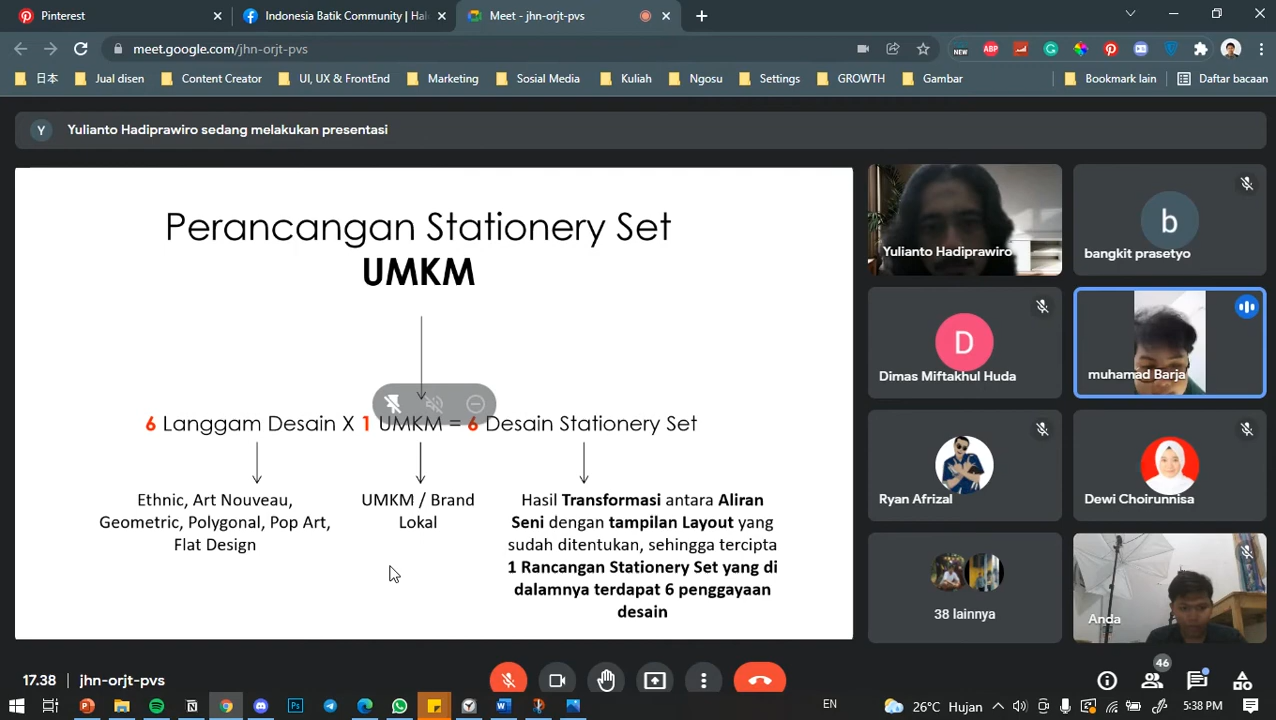 Pinterest
Indonesia Batik Community | Hal
Meet - jhn-orjt-pvs
meet.google.com/jhn-orjt-pvs
NEW
ABP
日本
Jual disen
Content Creator
UI, UX & FrontEnd
Marketing
Social Media
Kuliah
Ngosu
Settings
GROWTH
Gambar
Bookmark lain
Daftar bacaan
Y
Yulianto Hadiprawiro sedang melakukan presentasi
Perancangan Stationery Set
UMKM
6 Langgam Desain X 1 UMKM = 6 Desain Stationery Set
Ethnic, Art Nouveau,
Geometric, Polygonal, Pop Art,
Flat Design
UMKM / Brand
Lokal
Hasil Transformasi antara Aliran
Seni dengan tampilan Layout yang
sudah ditentukan, sehingga tercipta
1 Rancangan Stationery Set yang di
dalamnya terdapat 6 penggayaan
desain
Yulianto Hadiprawiro
b
bangkit prasetyo
D
Dimas Miftakhul Huda
muhamad Barja
Ryan Afrizal
Dewi Choirunnisa
38 lainnya
Anda
17.38
jhn-orjt-pvs
46
EN
26°C Hujan
5:38 PM